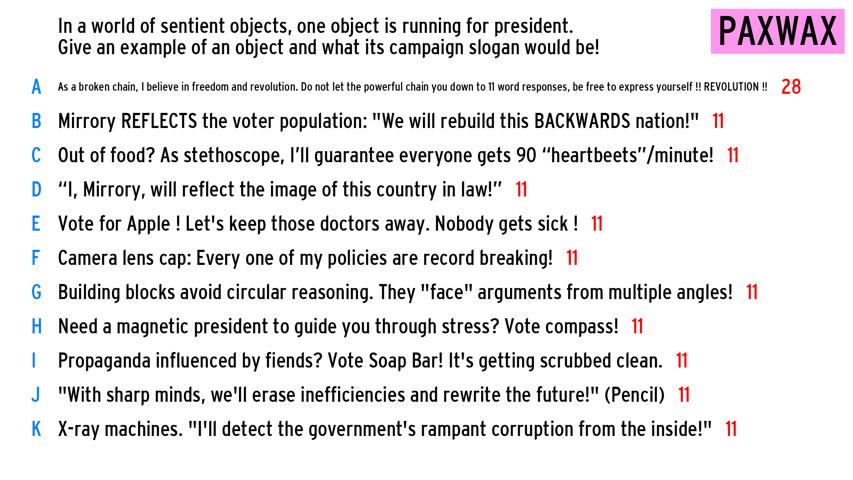 In a world of sentient objects, one object is running for president.
Give an example of an object and what its campaign slogan would be!
PAXWAX
A As a broken chain, I believe in freedom and revolution. Do not let the powerful chain you down to 11 word responses, be free to express yourself !! REVOLUTION !! 28
B Mirrory REFLECTS the voter population: "We will rebuild this BACKWARDS nation!" 11
C Out of food? As stethoscope, I’ll guarantee everyone gets 90 “heartbeets”/minute! 11
D “I, Mirrory, will reflect the image of this country in law!” 11
E Vote for Apple ! Let's keep those doctors away. Nobody gets sick ! 11
F Camera lens cap: Every one of my policies are record breaking! 11
G Building blocks avoid circular reasoning. They "face" arguments from multiple angles! 11
H Need a magnetic president to guide you through stress? Vote compass! 11
I Propaganda influenced by fiends? Vote Soap Bar! It's getting scrubbed clean. 11
J "With sharp minds, we'll erase inefficiencies and rewrite the future!" (Pencil) 11
K X-ray machines. "I'll detect the government's rampant corruption from the inside!" 11